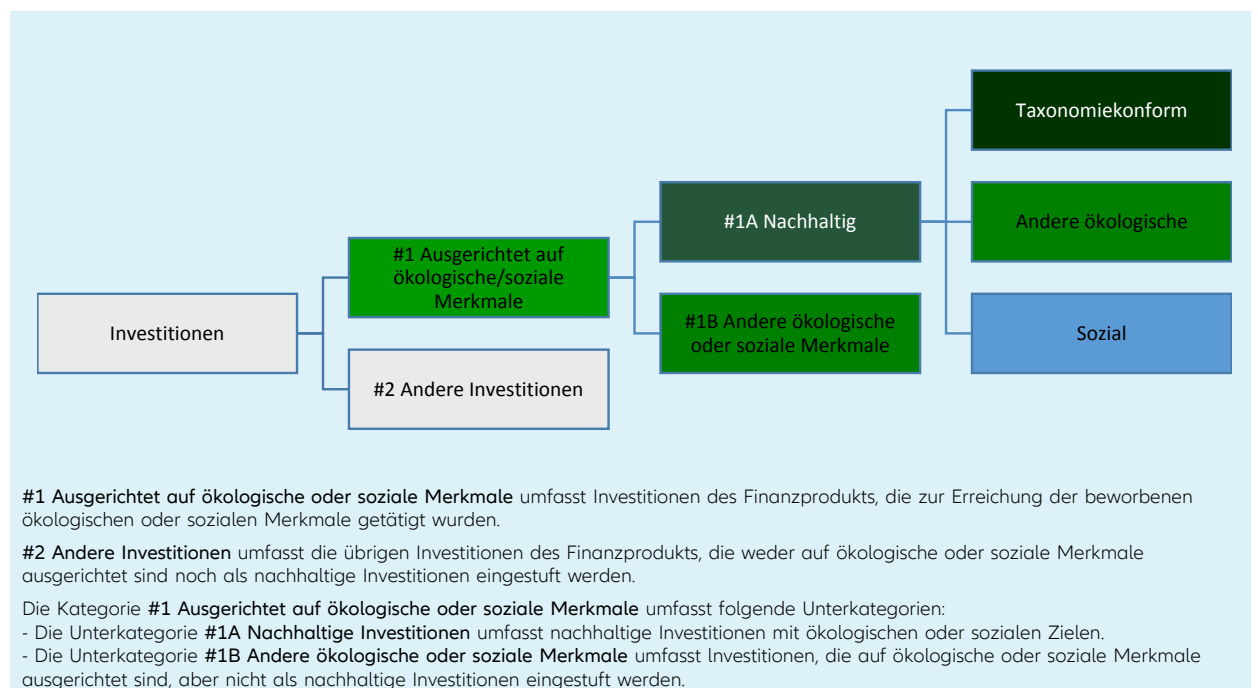 Taxonomiekonform
#1A Nachhaltig
Andere ökologische
#1 Ausgerichtet auf
ökologische/soziale
Merkmale
Investitionen
#1B Andere ökologische
oder soziale Merkmale
Sozial
#2 Andere Investitionen
#1 Ausgerichtet auf ökologische oder soziale Merkmale umfasst Investitionen des Finanzprodukts, die zur Erreichung der beworbenen
ökologischen oder sozialen Merkmale getätigt wurden.
#2 Andere Investitionen umfasst die übrigen Investitionen des Finanzprodukts, die weder auf ökologische oder soziale Merkmale
ausgerichtet sind noch als nachhaltige Investitionen eingestuft werden.
Die Kategorie #1 Ausgerichtet auf ökologische oder soziale Merkmale umfasst folgende Unterkategorien:
- Die Unterkategorie #1A Nachhaltige Investitionen umfasst nachhaltige Investitionen mit ökologischen oder sozialen Zielen.
- Die Unterkategorie #1B Andere ökologische oder soziale Merkmale umfasst Investitionen, die auf ökologische oder soziale Merkmale
ausgerichtet sind, aber nicht als nachhaltige Investitionen eingestuft werden.